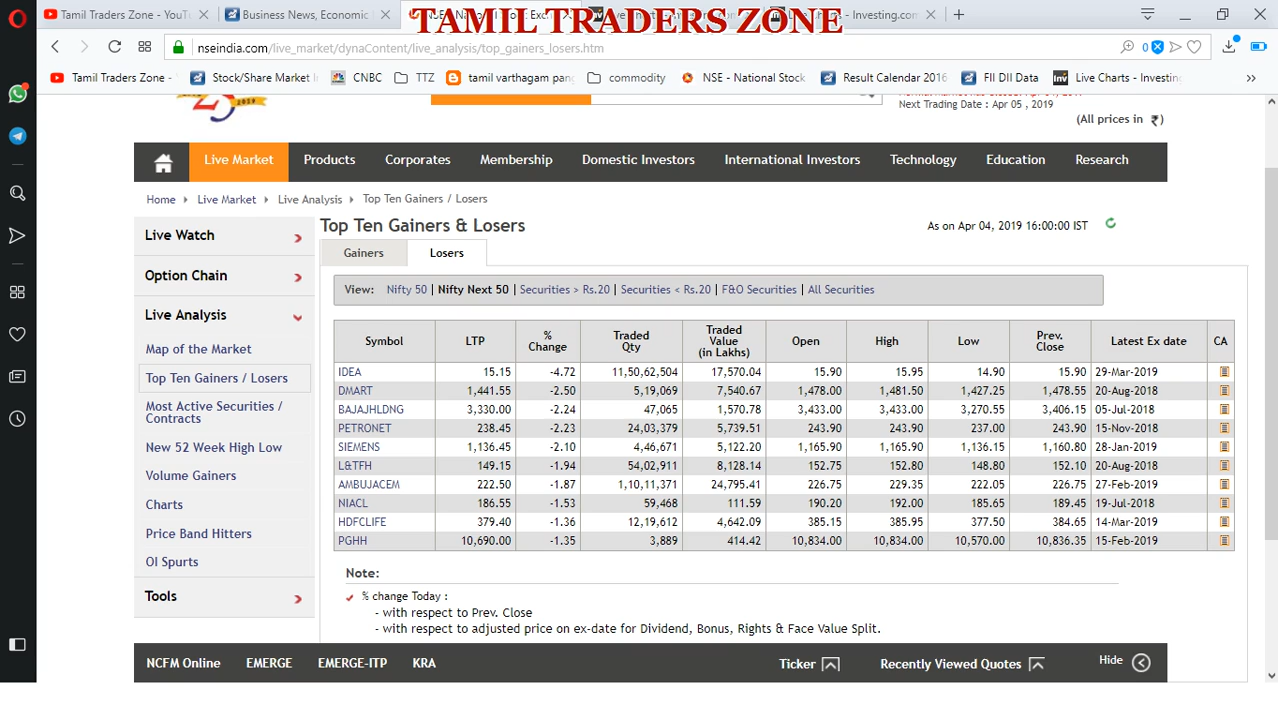 Tamil Traders Zone - YouT
Business News, Economic
TAMIL TRADERS ZONE
Investing.con
nseindia.com/live_market/dynaContent/live_analysis/top_gainers_losers.htm
0
Tamil Traders Zone -
Stock/Share Market I
CNBC
TTZ
tamil varthagam pang
commodity
NSE - National Stock
Result Calendar 2016
FII DII Data
Live Charts - Investing
2019
Next Trading Date : Apr 05 , 2019
(All prices in ₹)
Live Market Products Corporates Membership Domestic Investors International Investors Technology Education Research
Home Live Market Live Analysis Top Ten Gainers / Losers
Live Watch
Option Chain
Live Analysis
Map of the Market
Top Ten Gainers / Losers
Most Active Securities /
Contracts
New 52 Week High Low
Volume Gainers
Charts
Price Band Hitters
OI Spurts
Tools
Top Ten Gainers & Losers
As on Apr 04, 2019 16:00:00 IST
Gainers Losers
View: Nifty 50 | Nifty Next 50 | Securities > Rs.20 | Securities < Rs.20 | F&O Securities | All Securities
Symbol LTP % Change Traded Qty Traded Value (in Lakhs) Open High Low Prev. Close Latest Ex date CA
IDEA 15.15 -4.72 11,50,62,504 17,570.04 15.90 15.95 14.90 15.90 29-Mar-2019
DMART 1,441.55 -2.50 5,19,069 7,540.67 1,478.00 1,481.50 1,427.25 1,478.55 20-Aug-2018
BAJAJHLDNG 3,330.00 -2.24 47,065 1,570.78 3,433.00 3,433.00 3,270.55 3,406.15 05-Jul-2018
PETRONET 238.45 -2.23 24,03,379 5,739.51 243.90 243.90 237.00 243.90 15-Nov-2018
SIEMENS 1,136.45 -2.10 4,46,671 5,122.20 1,165.90 1,165.90 1,136.15 1,160.80 28-Jan-2019
L&TFH 149.15 -1.94 54,02,911 8,128.14 152.75 152.80 148.80 152.10 20-Aug-2018
AMBUJACEM 222.50 -1.87 1,10,11,371 24,795.41 226.75 229.35 222.05 226.75 27-Feb-2019
NIACL 186.55 -1.53 59,468 111.59 190.20 192.00 185.65 189.45 19-Jul-2018
HDFCLIFE 379.40 -1.36 12,19,612 4,642.09 385.15 385.95 377.50 384.65 14-Mar-2019
PGHH 10,690.00 -1.35 3,889 414.42 10,834.00 10,834.00 10,570.00 10,836.35 15-Feb-2019
Note:
% change Today :
- with respect to Prev. Close
- with respect to adjusted price on ex-date for Dividend, Bonus, Rights & Face Value Split.
NCFM Online EMERGE EMERGE-ITP KRA Ticker Recently Viewed Quotes Hide